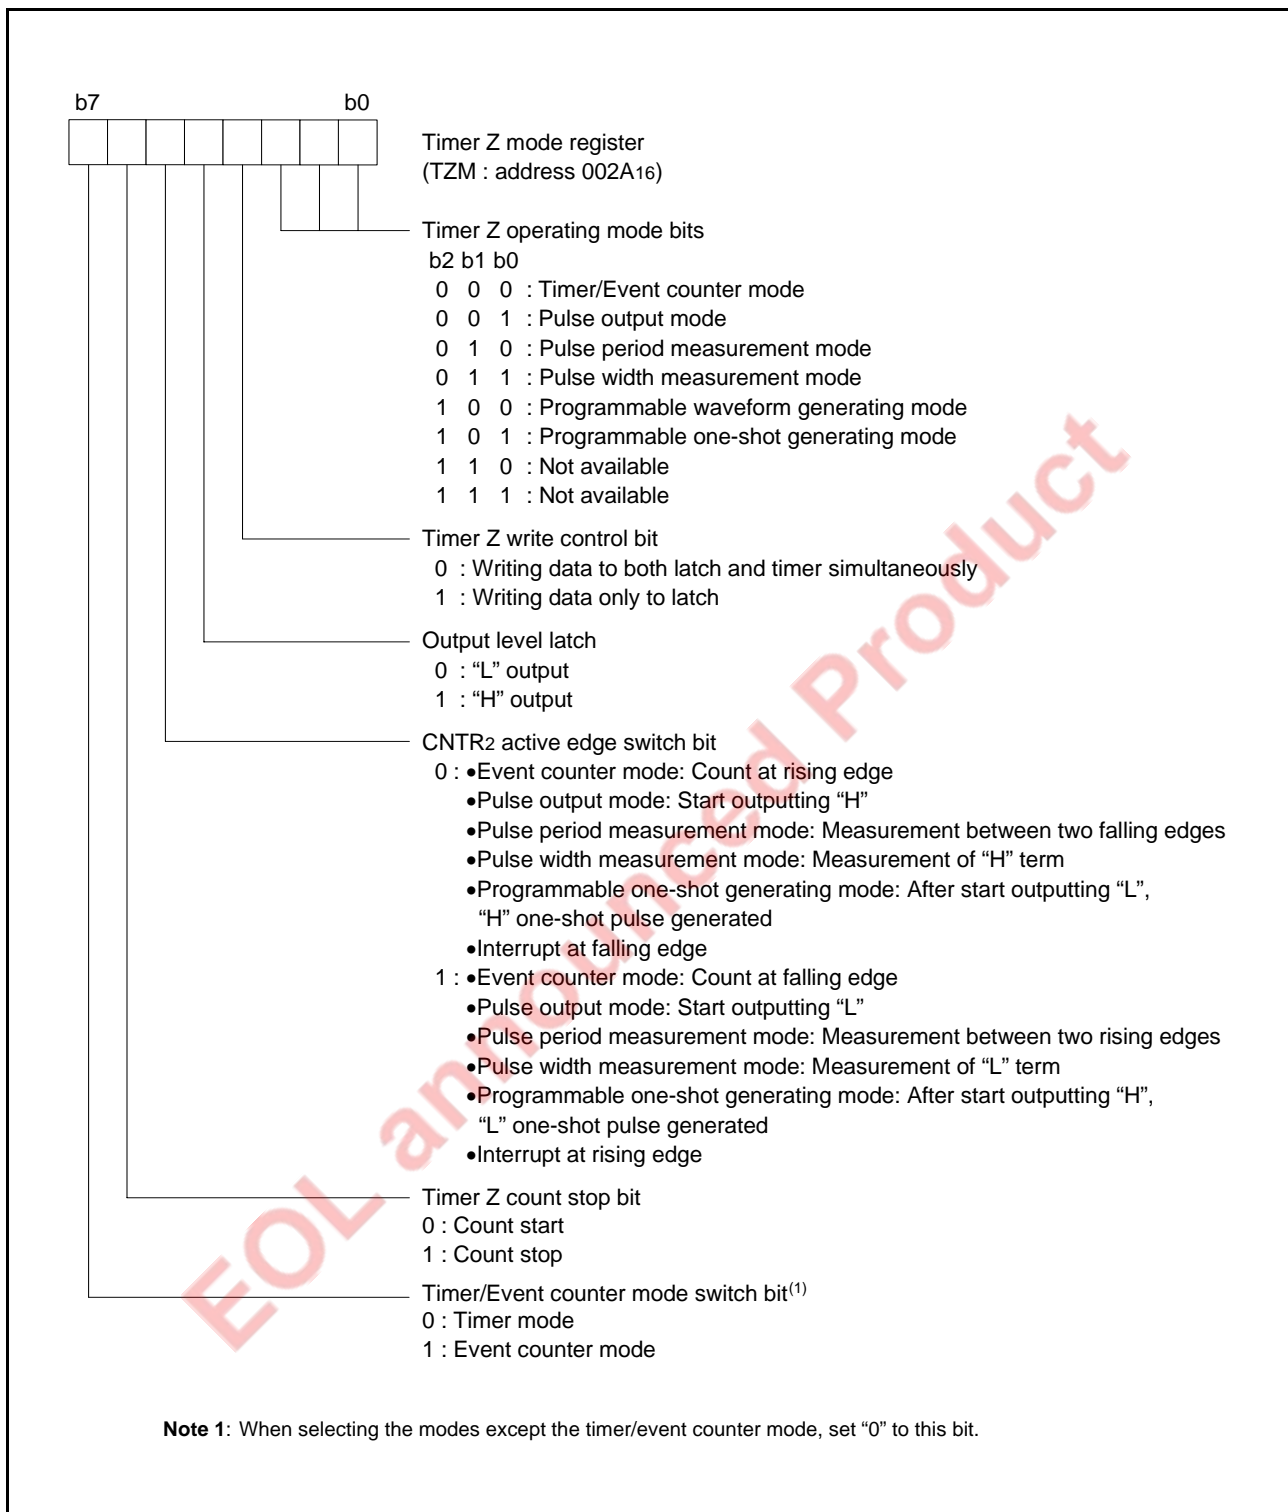 b7 b0
Timer Z mode register
(TZM : address 002A16)
Timer Z operating mode bits
b2 b1 b0
0 0 0 : Timer/Event counter mode
0 0 1 : Pulse output mode
0 1 0 : Pulse period measurement mode
0 1 1 : Pulse width measurement mode
1 0 0 : Programmable waveform generating mode
1 0 1 : Programmable one-shot generating mode
1 1 0 : Not available
1 1 1 : Not available
Timer Z write control bit
0 : Writing data to both latch and timer simultaneously
1 : Writing data only to latch
Output level latch
0 : “L” output
1 : “H” output
CNTR2 active edge switch bit
0 : •Event counter mode: Count at rising edge
•Pulse output mode: Start outputting “H”
•Pulse period measurement mode: Measurement between two falling edges
•Pulse width measurement mode: Measurement of “H” term
•Programmable one-shot generating mode: After start outputting “L”,
“H” one-shot pulse generated
•Interrupt at falling edge
1 : •Event counter mode: Count at falling edge
•Pulse output mode: Start outputting “L”
•Pulse period measurement mode: Measurement between two rising edges
•Pulse width measurement mode: Measurement of “L” term
•Programmable one-shot generating mode: After start outputting “H”,
“L” one-shot pulse generated
•Interrupt at rising edge
Timer Z count stop bit
0 : Count start
1 : Count stop
Timer/Event counter mode switch bit(1)
0 : Timer mode
1 : Event counter mode
Note 1: When selecting the modes except the timer/event counter mode, set “0” to this bit.
EOL announced Product